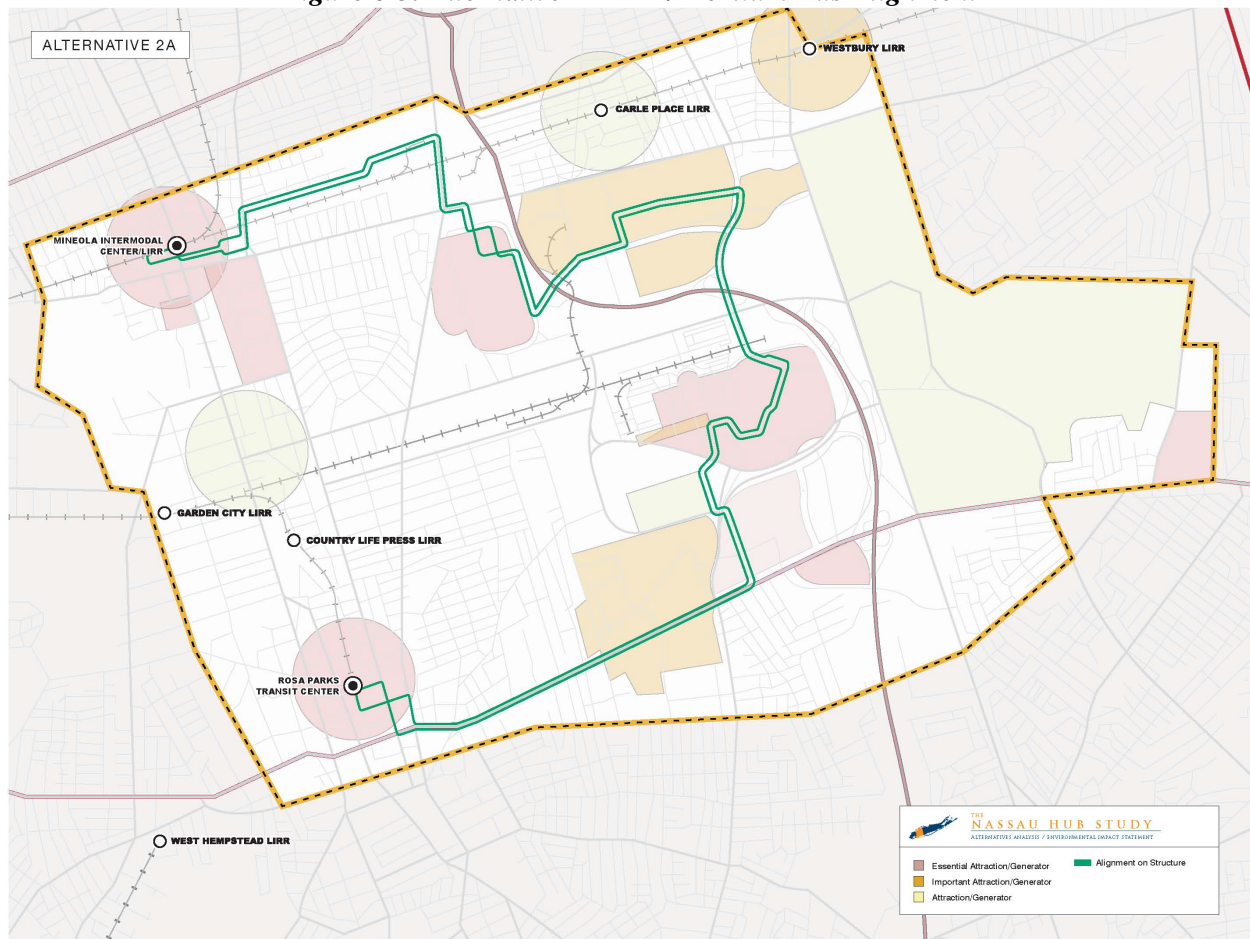 ALTERNATIVE 2A
WESTBURY LIRR
CARLE PLACE LIRR
MINEOLA INTERMODAL
CENTER/LIRR
GARDEN CITY LIRR
COUNTRY LIFE PRESS LIRR
ROSA PARKS
TRANSIT CENTER
WEST HEMPSTEAD LIRR
THE
NASSAU HUB STUDY
ALTERNATIVES ANALYSIS / ENVIRONMENTAL IMPACT STATEMENT
Essential Attraction/Generator
Important Attraction/Generator
Attraction/Generator
Alignment on Structure